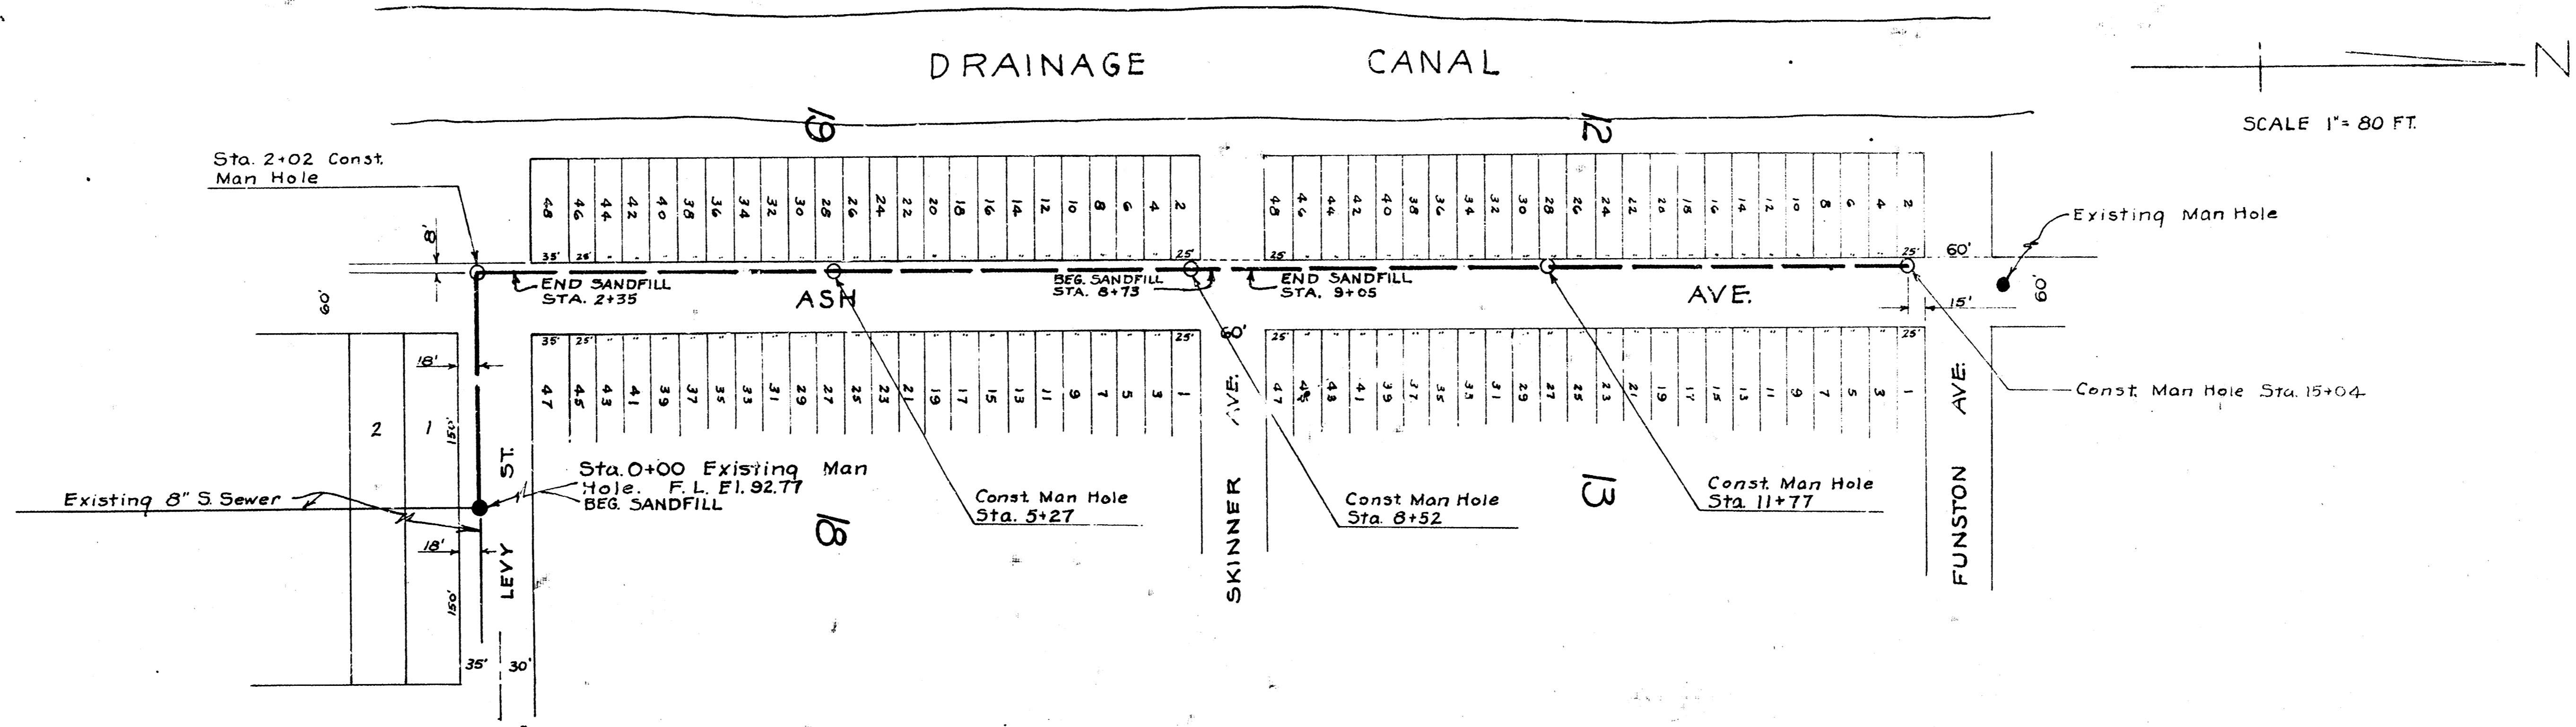 DRAINAGE CANAL
N
SCALE 1"= 80 FT.
19
12
Sta. 2+02 Const.
Man Hole
48 46 44 42 40 38 36 34 32 30 28 26 24 22 20 18 16 14 12 10 8 6 4 2
48 46 44 42 40 38 36 34 32 30 28 26 24 22 20 18 16 14 12 10 8 6 4 2
Existing Man Hole
8'
35' 25' " " " " " " " " " " " " " " " " " " " " " 25'
25' " " " " " " " " " " " " " " " " " " " " " " 25'
60'
END SANDFILL
STA. 2+35
ASH
BEG. SANDFILL
STA. 8+73
END SANDFILL
STA. 9+05
AVE.
15'
60'
60'
60'
35' 25' " " " " " " " " " " " " " " " " " " " " " 25'
25' " " " " " " " " " " " " " " " " " " " " " " 25'
18'
47 45 43 41 39 37 35 33 31 29 27 25 23 21 19 17 15 13 11 9 7 5 3 1
47 45 43 41 39 37 35 33 31 29 27 25 23 21 19 17 15 13 11 9 7 5 3 1
Const. Man Hole Sta. 15+04
2
1
150'
LEVY ST.
Sta. 0+00 Existing Man
Hole. F. L. El. 92.77
BEG. SANDFILL
Existing 8" S. Sewer
Const Man Hole
Sta. 5+27
Const Man Hole
Sta. 8+52
Const Man Hole
Sta. 11+77
18
13
SKINNER AVE.
FUNSTON AVE.
18'
150'
35'
30'